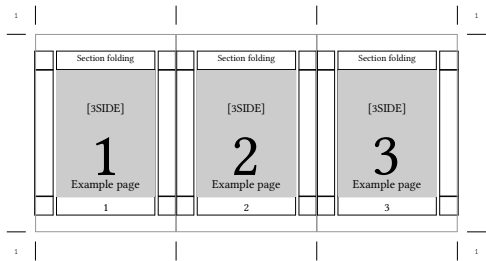 1 1
Section folding Section folding Section folding
[3SIDE] [3SIDE] [3SIDE]
1 2 3
Example page Example page Example page
1 2 3
1 1